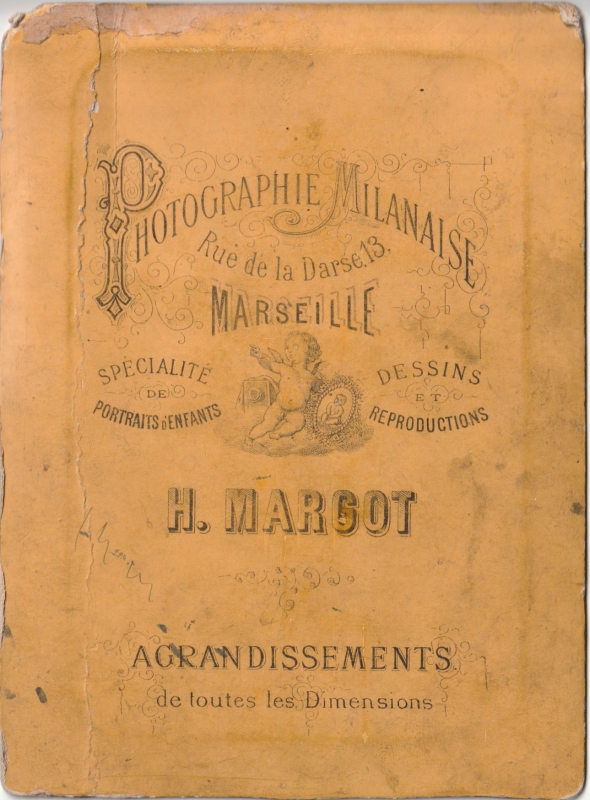 PHOTOGRAPHIE MILANAISE
Rue de la Darse, 13.
MARSEILLE
SPÉCIALITÉ
DE
PORTRAITS D'ENFANTS
DESSINS
ET
REPRODUCTIONS
H. MARGOT
AGRANDISSEMENTS
de toutes les Dimensions